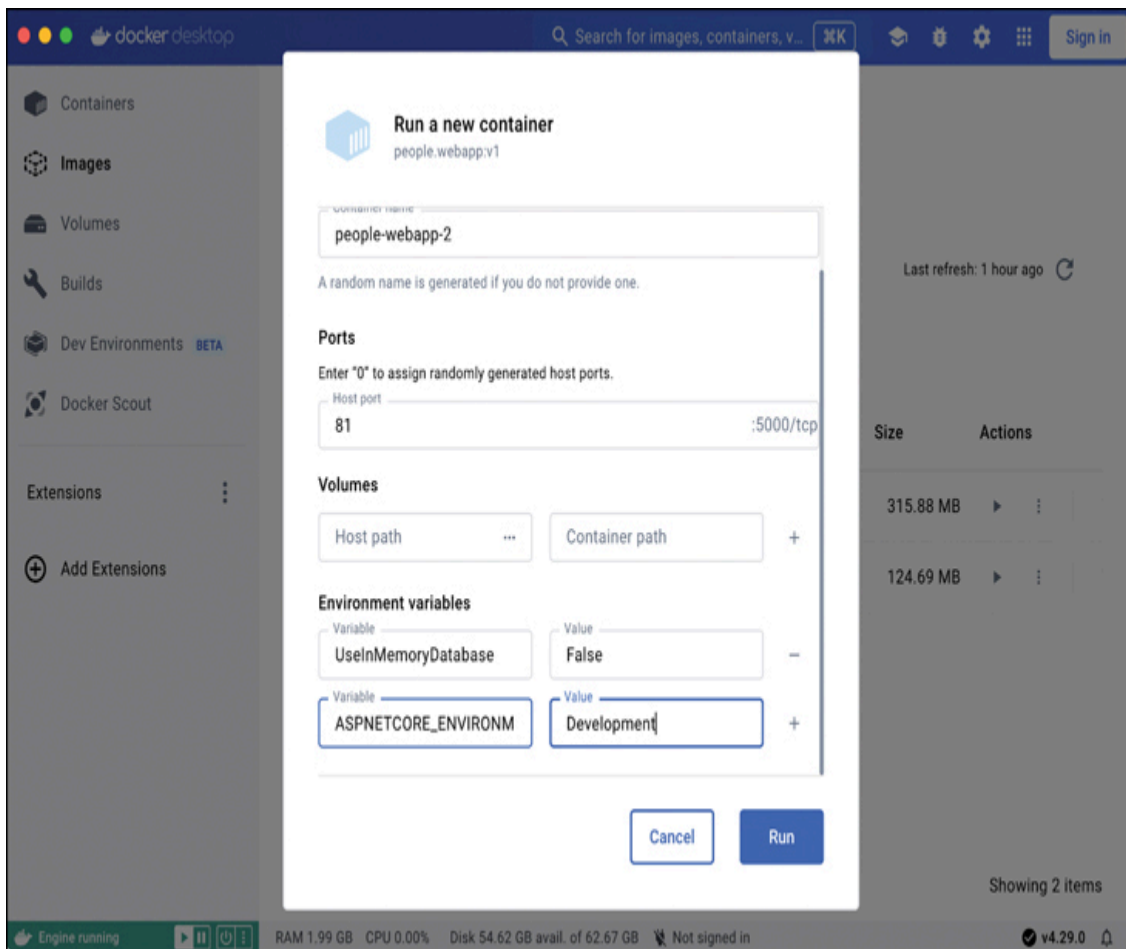 docker desktop
Search for images, containers, v...
⌘K
Sign in
Containers
Images
Volumes
Builds
Dev Environments BETA
Docker Scout
Extensions
Add Extensions
Run a new container
people.webapp:v1
Container name
people-webapp-2
A random name is generated if you do not provide one.
Ports
Enter "0" to assign randomly generated host ports.
Host port
81 :5000/tcp
Volumes
Host path ... Container path +
Environment variables
Variable Value
UseInMemoryDatabase False −
Variable Value
ASPNETCORE_ENVIRONM Development +
Cancel Run
Last refresh: 1 hour ago
Size Actions
315.88 MB
124.69 MB
Showing 2 items
Engine running
RAM 1.99 GB CPU 0.00% Disk 54.62 GB avail. of 62.67 GB Not signed in
v4.29.0